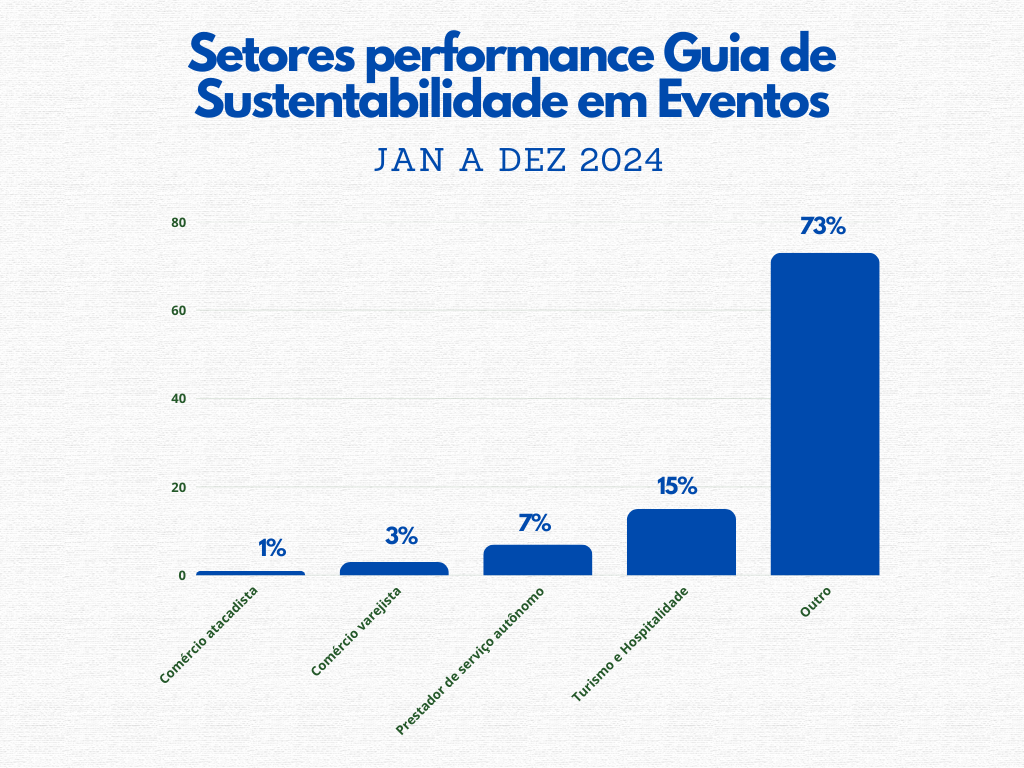 Setores performance Guia de
Sustentabilidade em Eventos
JAN A DEZ 2024
80
60
40
20
0
1%
3%
7%
15%
73%
Comércio atacadista
Comércio varejista
Prestador de serviço autônomo
Turismo e Hospitalidade
Outro